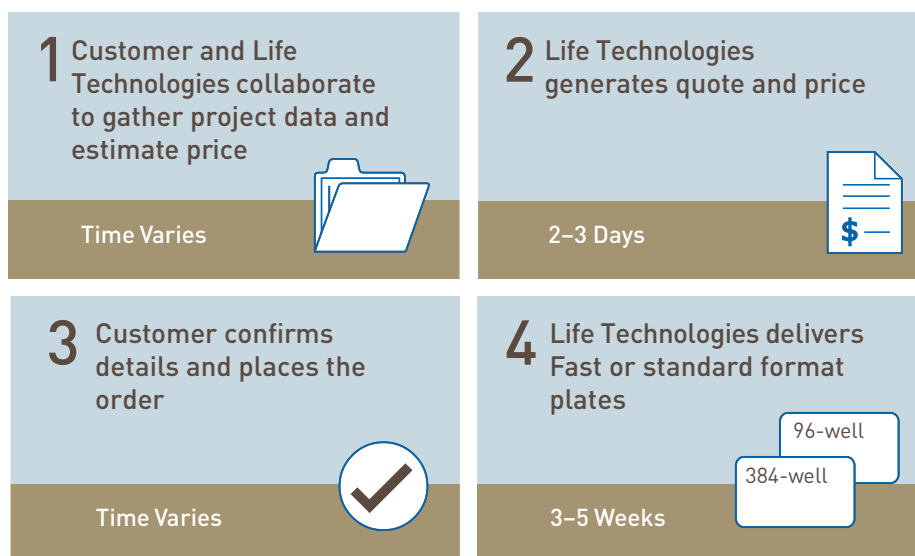 1 Customer and Life
Technologies collaborate
to gather project data and
estimate price
Time Varies
2 Life Technologies
generates quote and price
$
2–3 Days
3 Customer confirms
details and places the
order
Time Varies
4 Life Technologies delivers
Fast or standard format
plates
96-well
384-well
3–5 Weeks